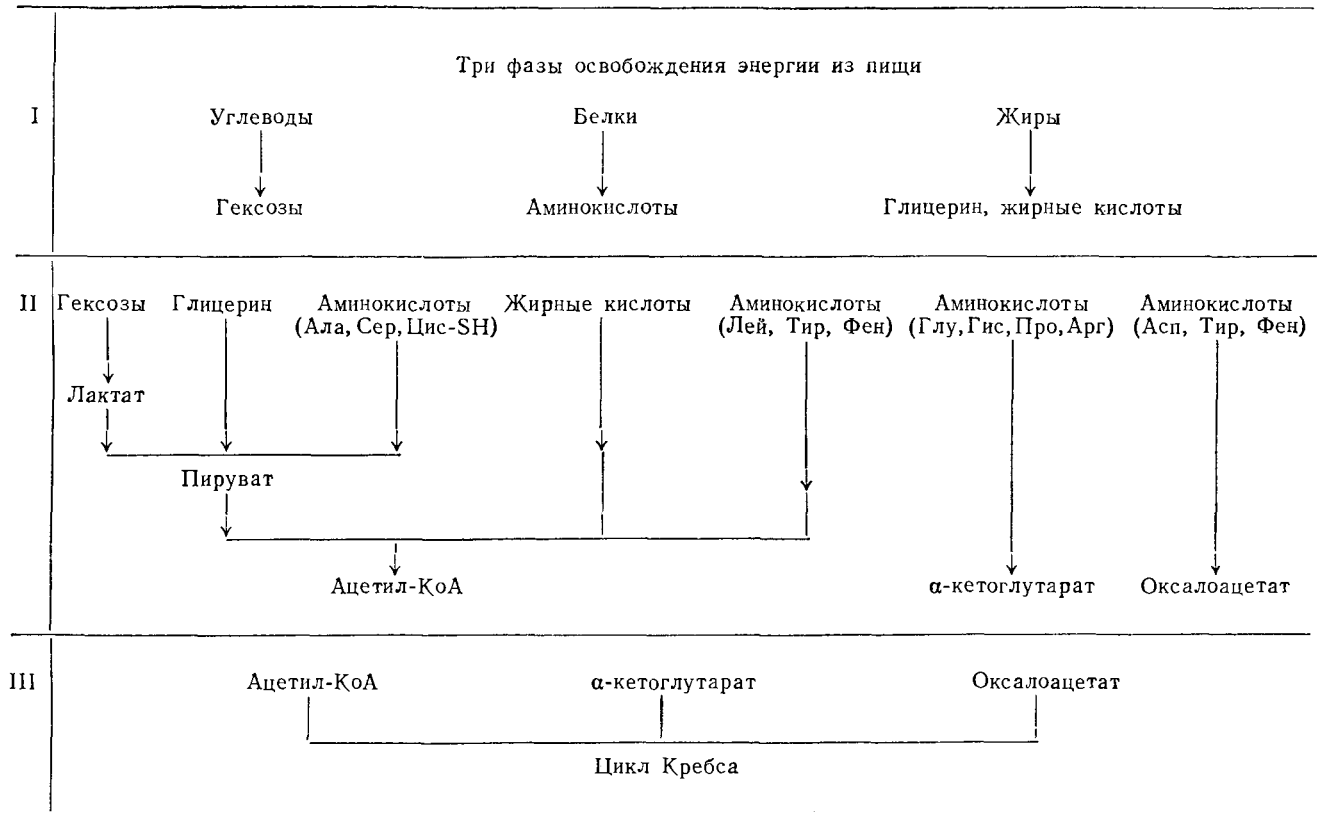 Три фазы освобождения энергии из пищи
I Углеводы Белки Жиры
Гексозы Аминокислоты Глицерин, жирные кислоты
II Гексозы Глицерин Аминокислоты Жирные кислоты Аминокислоты Аминокислоты Аминокислоты
(Ала, Сер, Цис-SH) (Лей, Тир, Фен) (Глу, Гис, Про, Арг) (Асп, Тир, Фен)
Лактат
Пируват
Ацетил-КоА α-кетоглутарат Оксалоацетат
III Ацетил-КоА α-кетоглутарат Оксалоацетат
Цикл Кребса